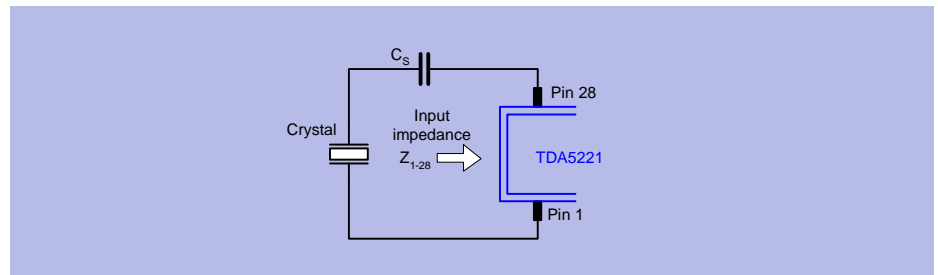 C_S
Pin 28
Input
impedance
Crystal
Z_1-28
TDA5221
Pin 1